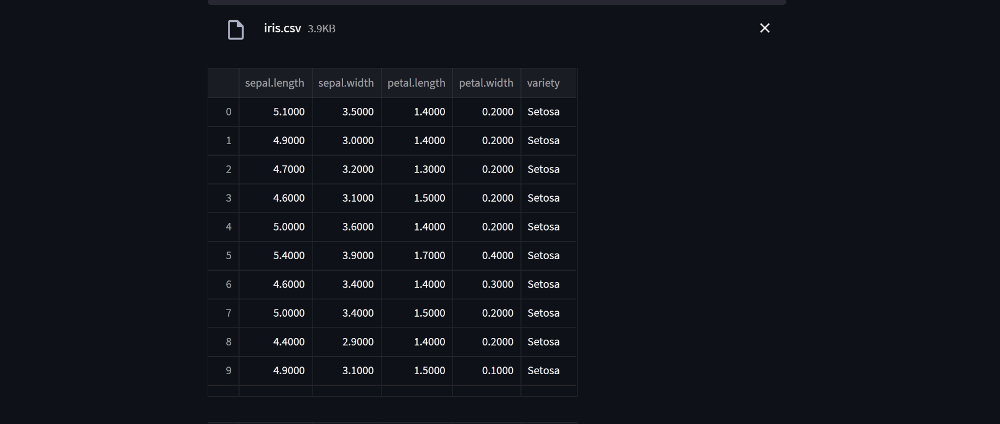 iris.csv 3.9KB
sepal.length sepal.width petal.length petal.width variety
0 5.1000 3.5000 1.4000 0.2000 Setosa
1 4.9000 3.0000 1.4000 0.2000 Setosa
2 4.7000 3.2000 1.3000 0.2000 Setosa
3 4.6000 3.1000 1.5000 0.2000 Setosa
4 5.0000 3.6000 1.4000 0.2000 Setosa
5 5.4000 3.9000 1.7000 0.4000 Setosa
6 4.6000 3.4000 1.4000 0.3000 Setosa
7 5.0000 3.4000 1.5000 0.2000 Setosa
8 4.4000 2.9000 1.4000 0.2000 Setosa
9 4.9000 3.1000 1.5000 0.1000 Setosa